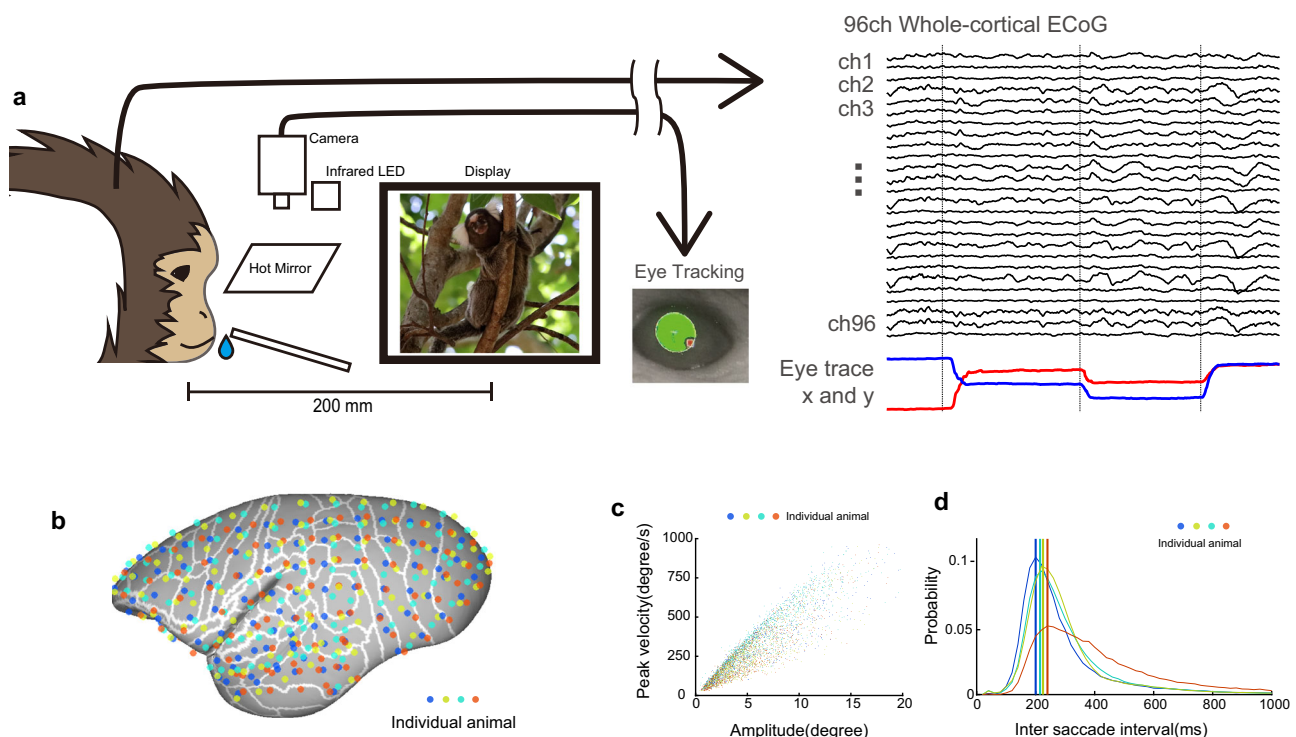 96ch Whole-cortical ECoG
a
ch1
ch2
ch3
Camera
Infrared LED
Display
Hot Mirror
Eye Tracking
ch96
Eye trace
x and y
200 mm
b
Individual animal
c
Individual animal
Peak velocity(degree/s)
1000
750
500
250
0
0 5 10 15 20
Amplitude(degree)
d
Individual animal
Probability
0.1
0.05
0
0 200 400 600 800 1000
Inter saccade interval(ms)